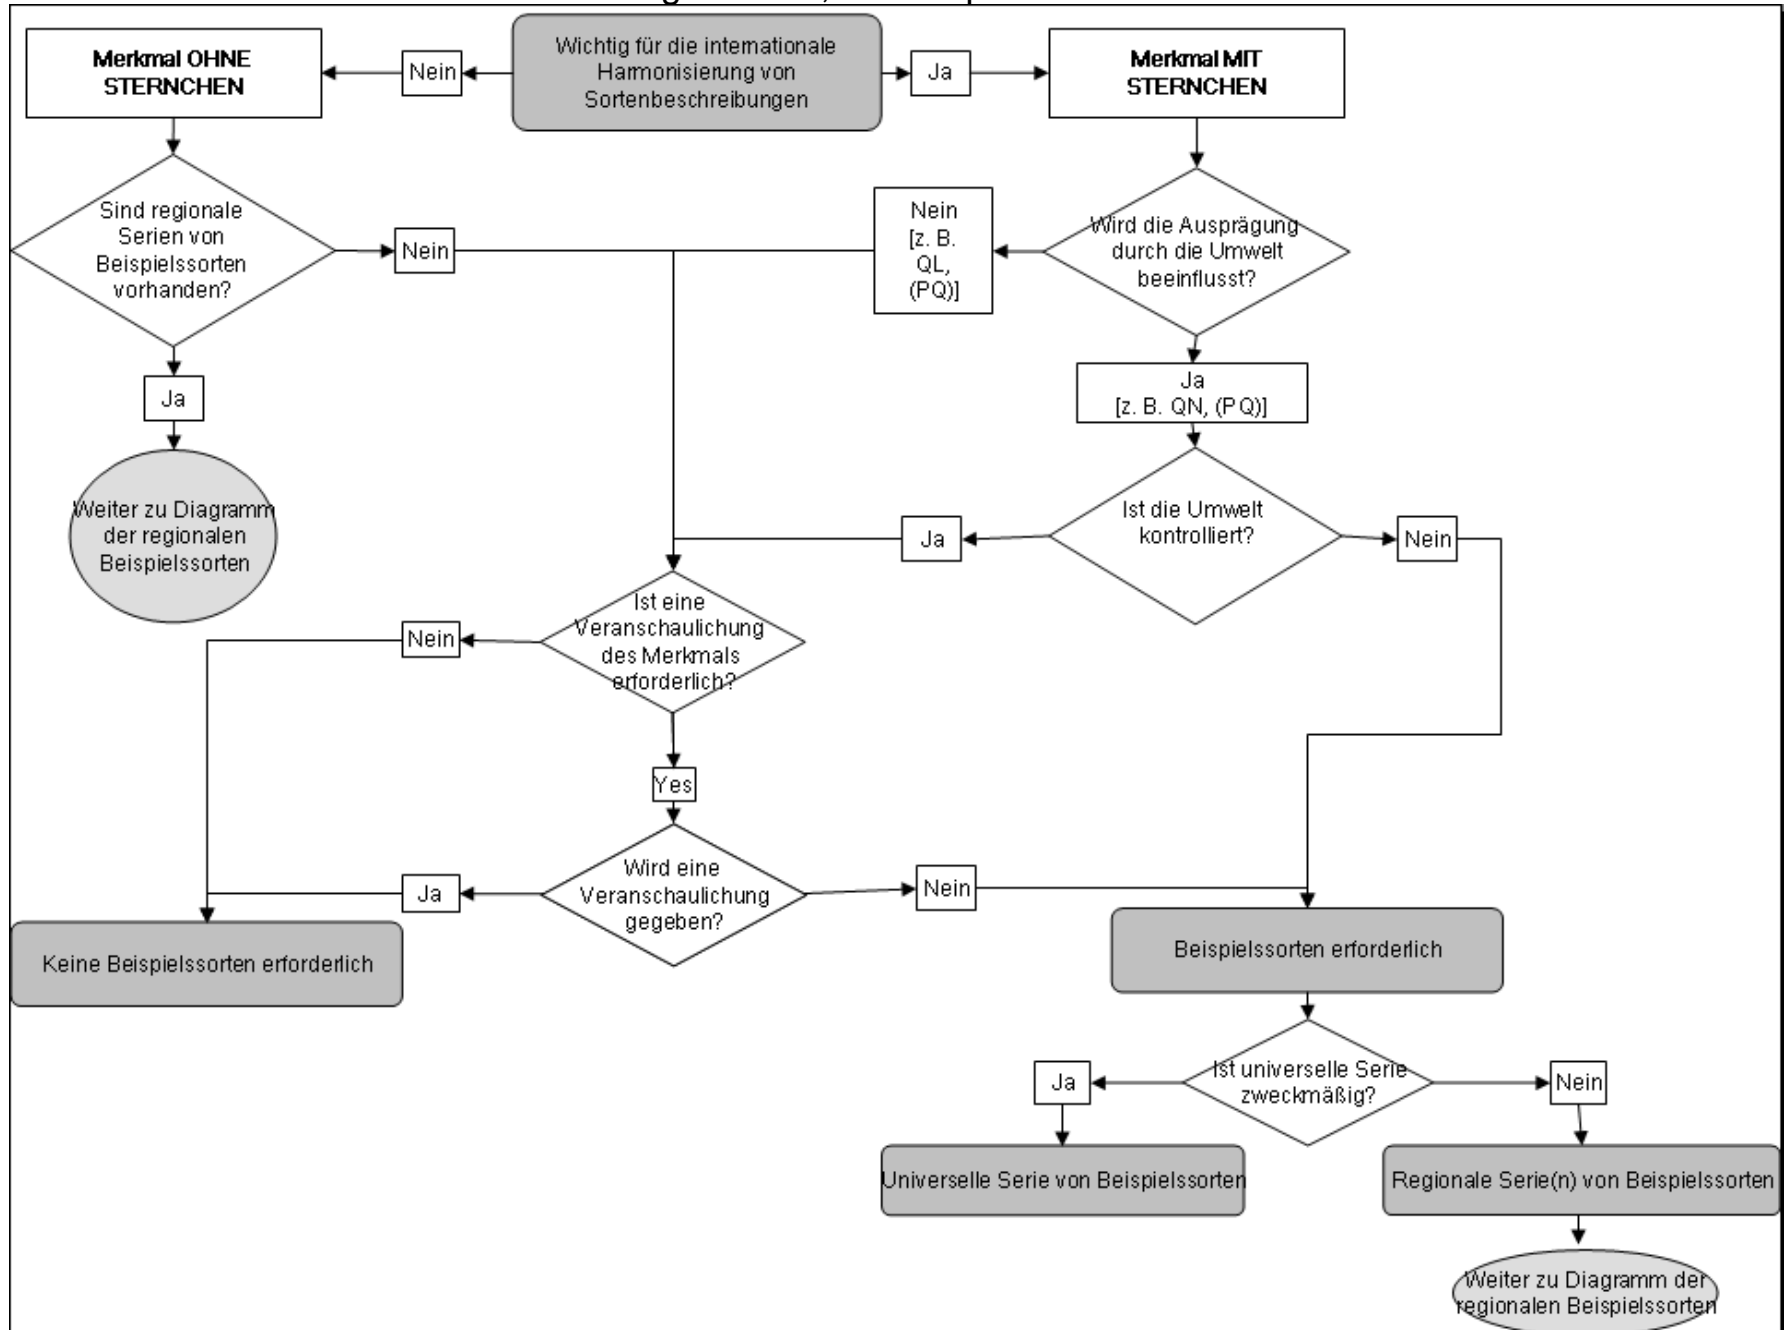 Merkmal OHNE
STERNCHEN
Nein
Wichtig für die internationale
Harmonisierung von
Sortenbeschreibungen
Ja
Merkmal MIT
STERNCHEN
Sind regionale
Serien von
Beispielssorten
vorhanden?
Nein
Nein
[z. B.
QL,
(PQ)]
Wird die Ausprägung
durch die Umwelt
beeinflusst?
Ja
Ja
[z. B. QN, (PQ)]
Weiter zu Diagramm
der regionalen
Beispielssorten
Ja
Ist die Umwelt
kontrolliert?
Nein
Nein
Ist eine
Veranschaulichung
des Merkmals
erforderlich?
Yes
Ja
Wird eine
Veranschaulichung
gegeben?
Nein
Keine Beispielssorten erforderlich
Beispielssorten erforderlich
Ja
Ist universelle Serie
zweckmäßig?
Nein
Universelle Serie von Beispielssorten
Regionale Serie(n) von Beispielssorten
Weiter zu Diagramm der
regionalen Beispielssorten